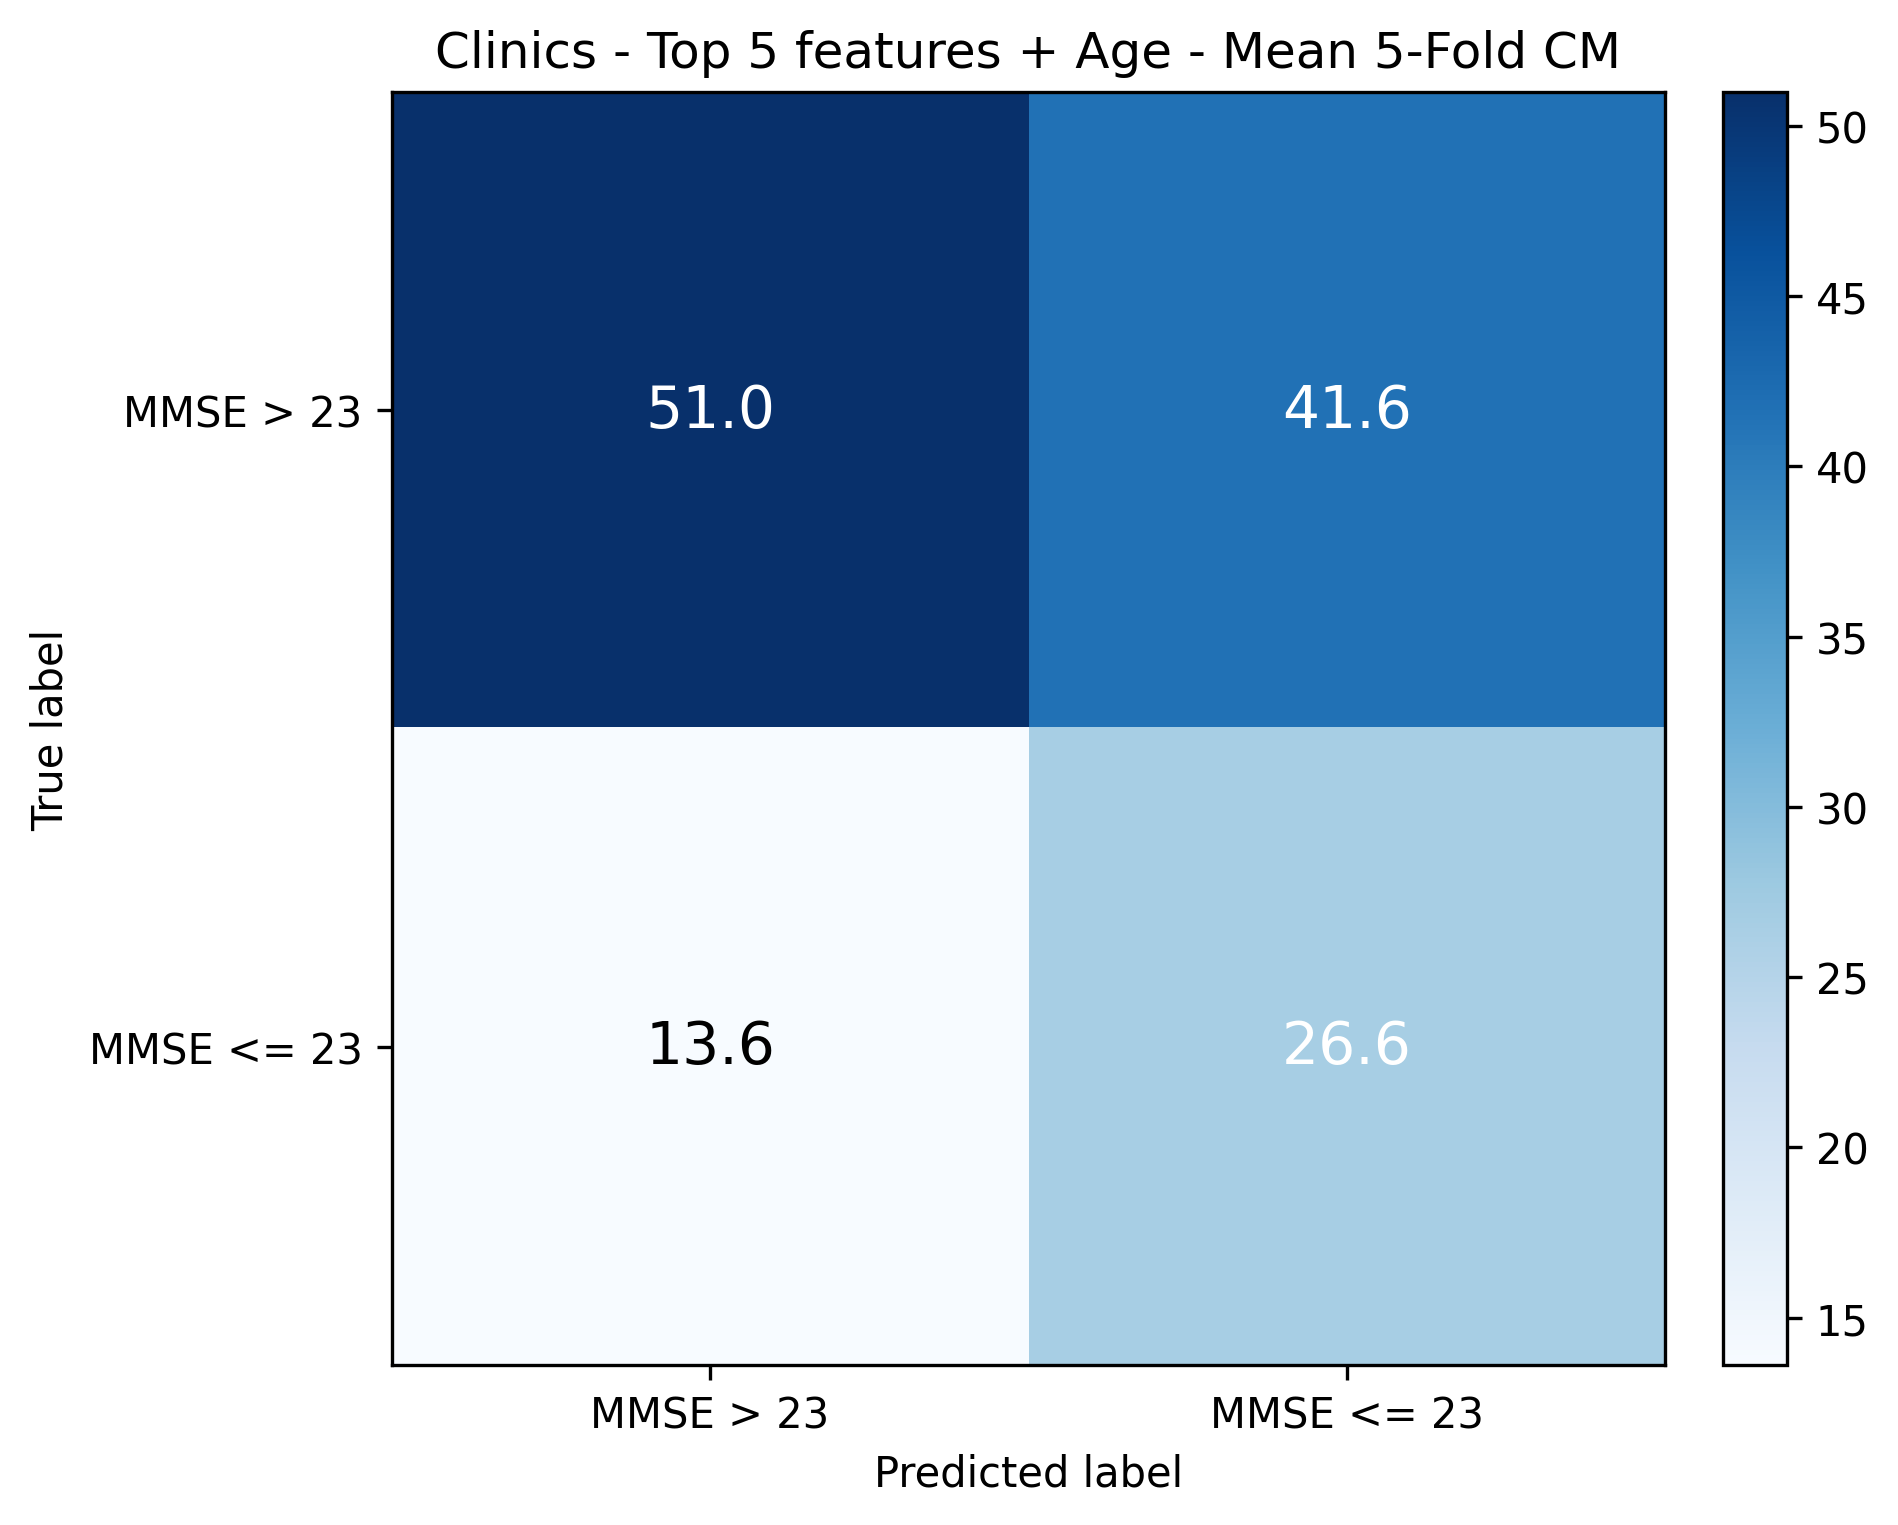 Clinics - Top 5 features + Age - Mean 5-Fold CM
50
45
40
35
30
25
20
15
True label
MMSE > 23
51.0
41.6
MMSE <= 23
13.6
26.6
MMSE > 23
MMSE <= 23
Predicted label